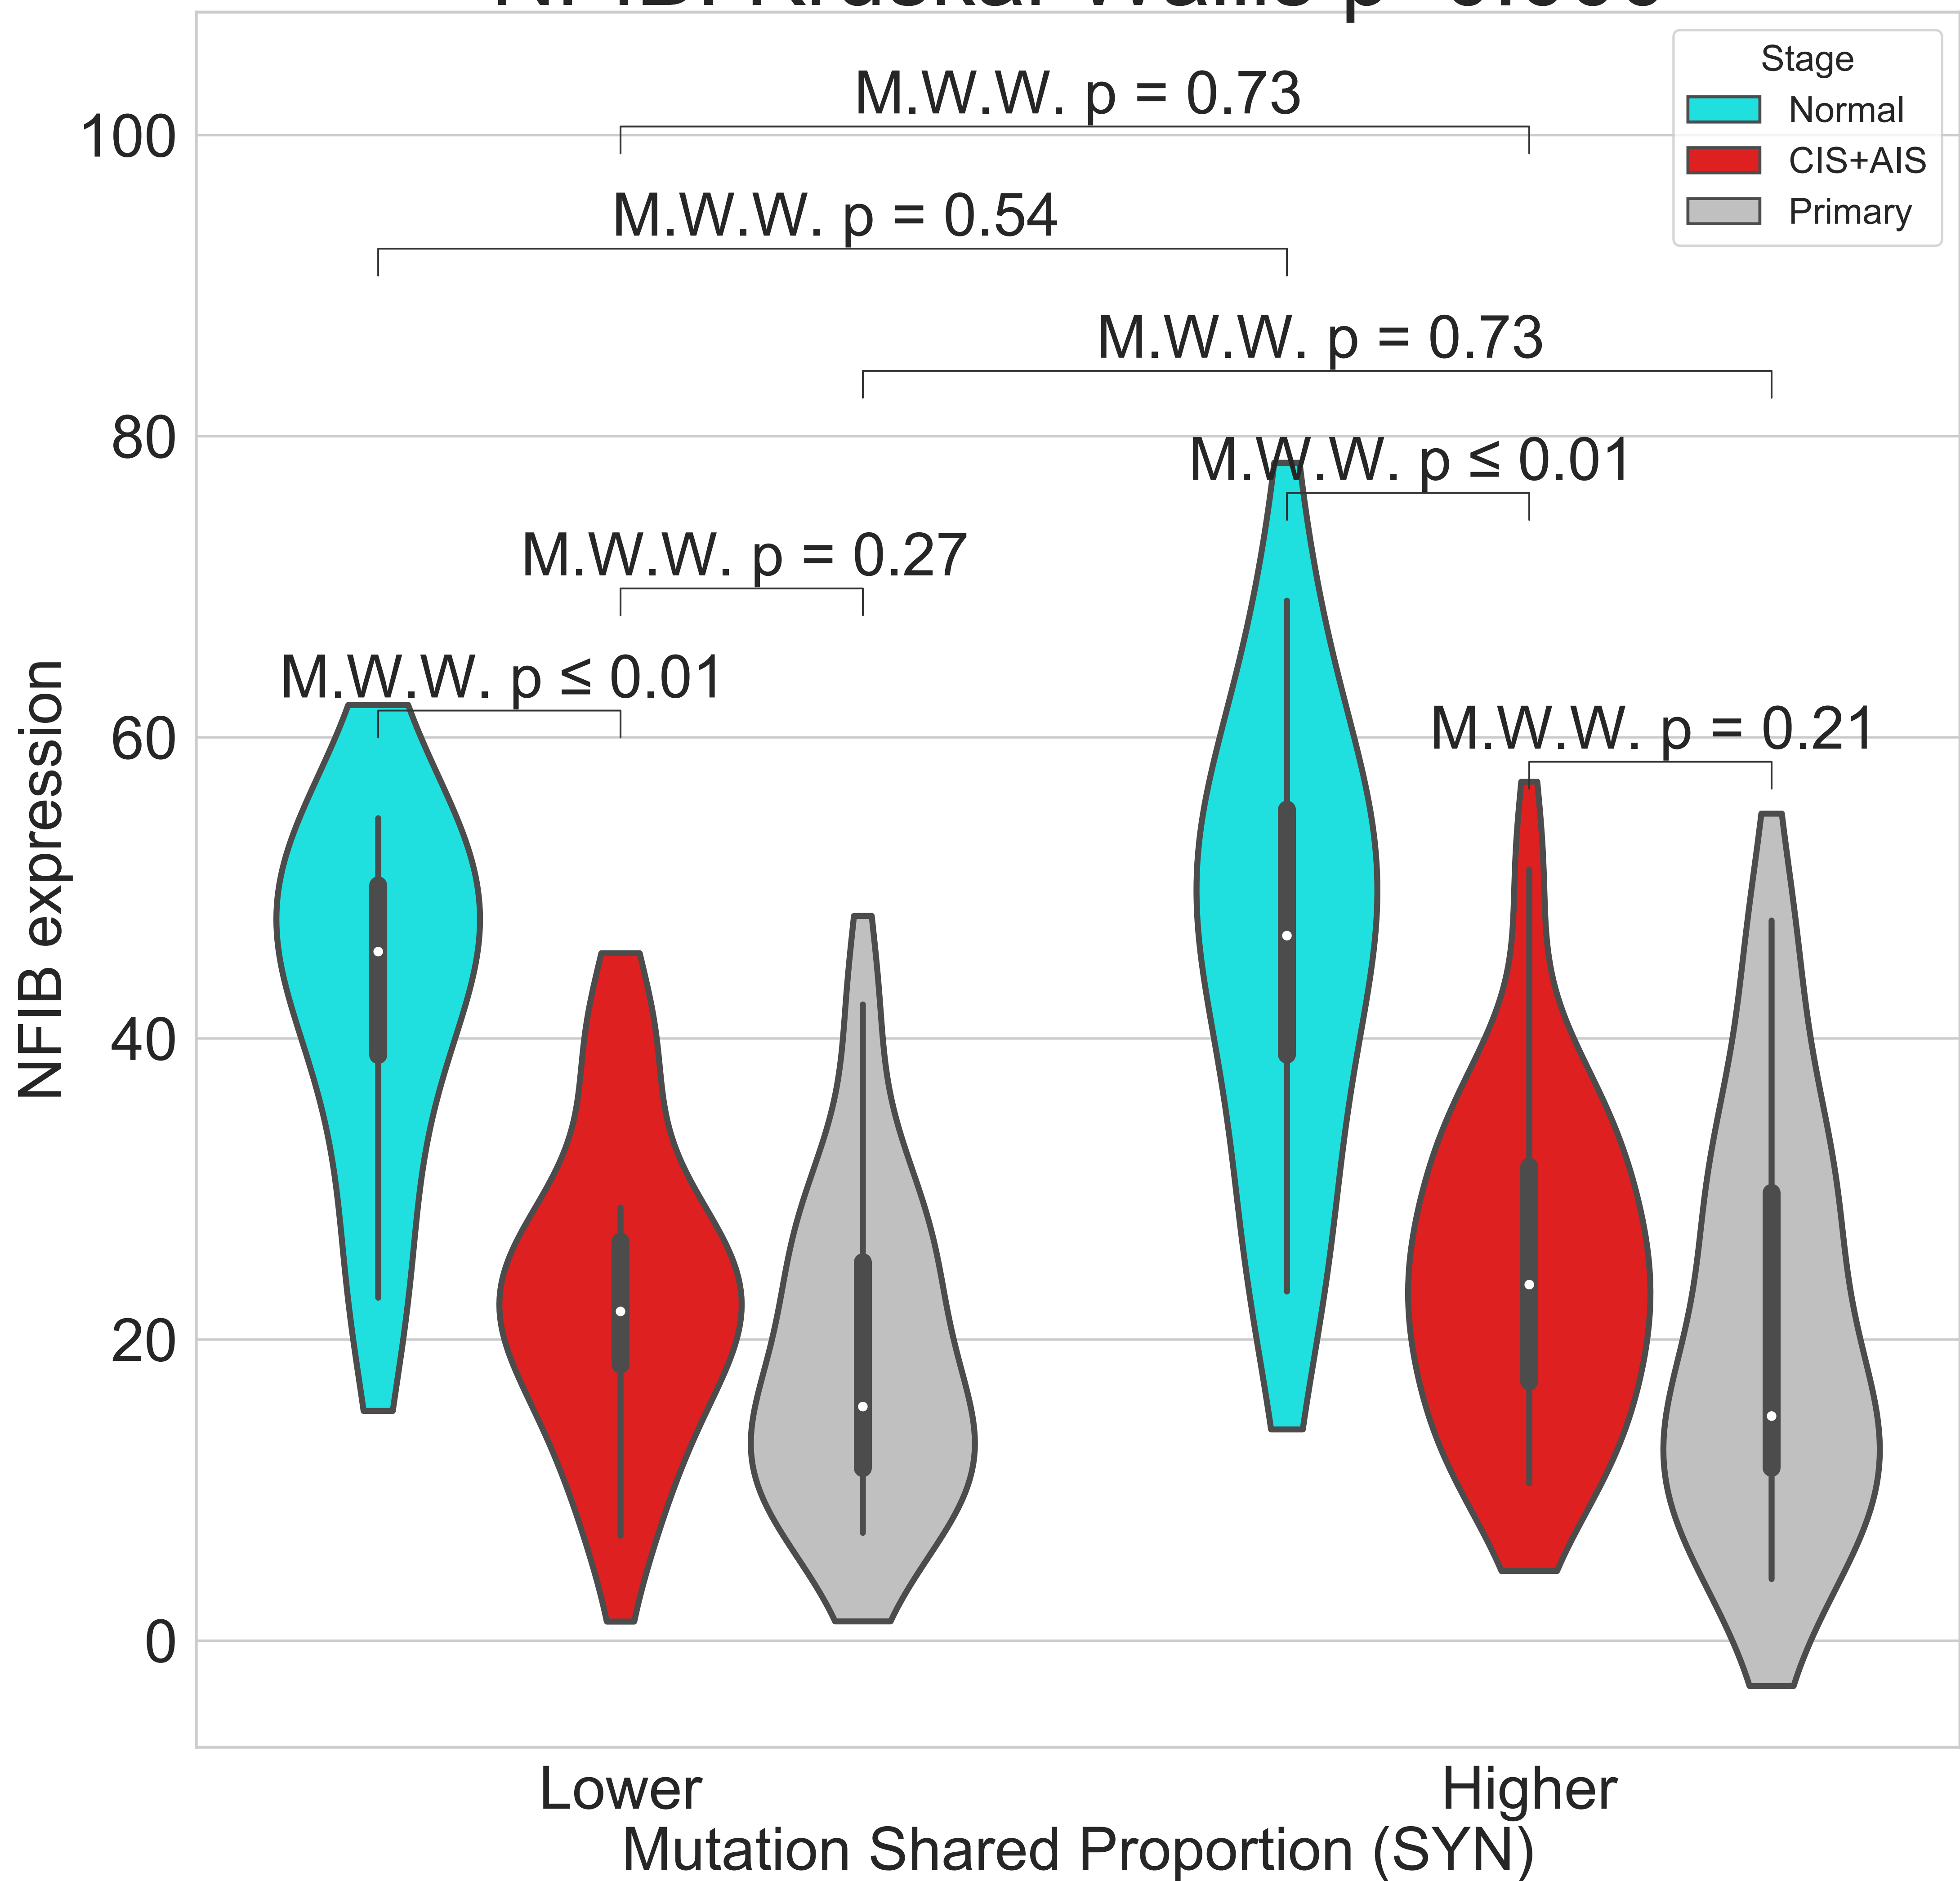 Stage
Normal
CIS+AIS
Primary
M.W.W. p = 0.73
M.W.W. p = 0.54
M.W.W. p = 0.73
M.W.W. p ≤ 0.01
M.W.W. p = 0.27
M.W.W. p ≤ 0.01
M.W.W. p = 0.21
100
80
60
40
20
0
NFIB expression
Lower
Higher
Mutation Shared Proportion (SYN)